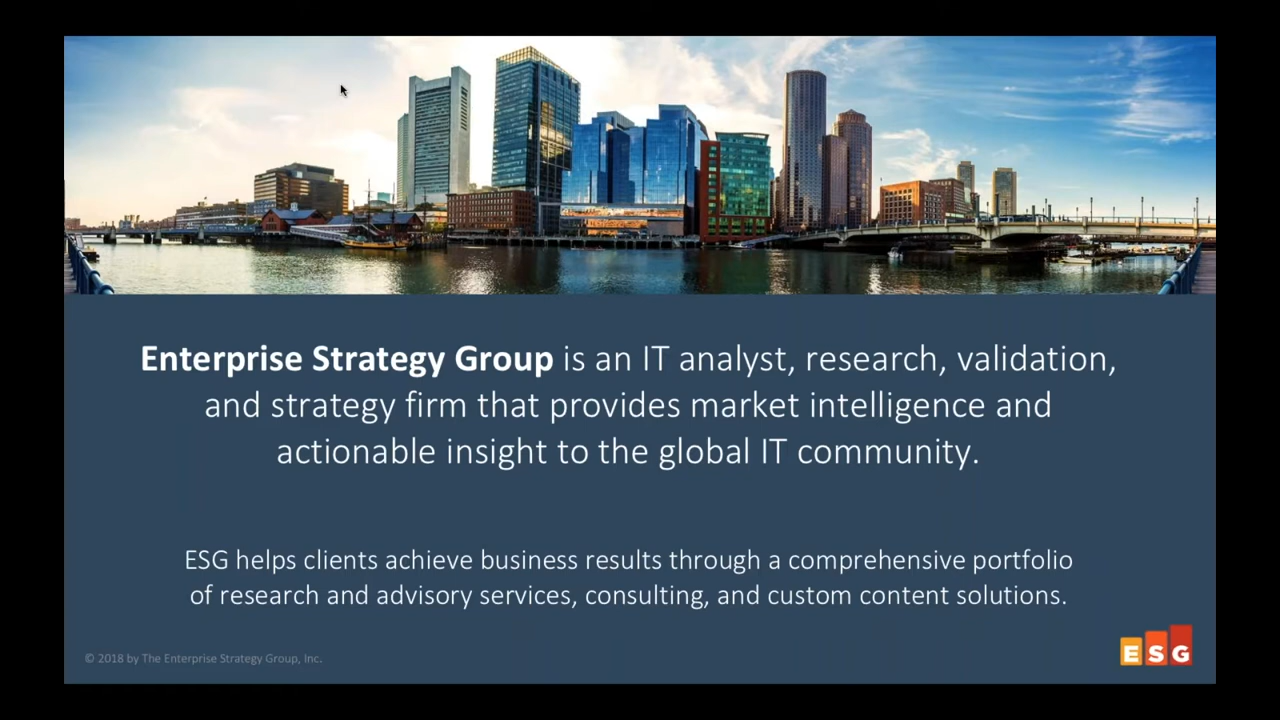 Enterprise Strategy Group is an IT analyst, research, validation,
and strategy firm that provides market intelligence and
actionable insight to the global IT community.
ESG helps clients achieve business results through a comprehensive portfolio
of research and advisory services, consulting, and custom content solutions.
© 2018 by The Enterprise Strategy Group, Inc.
ESG